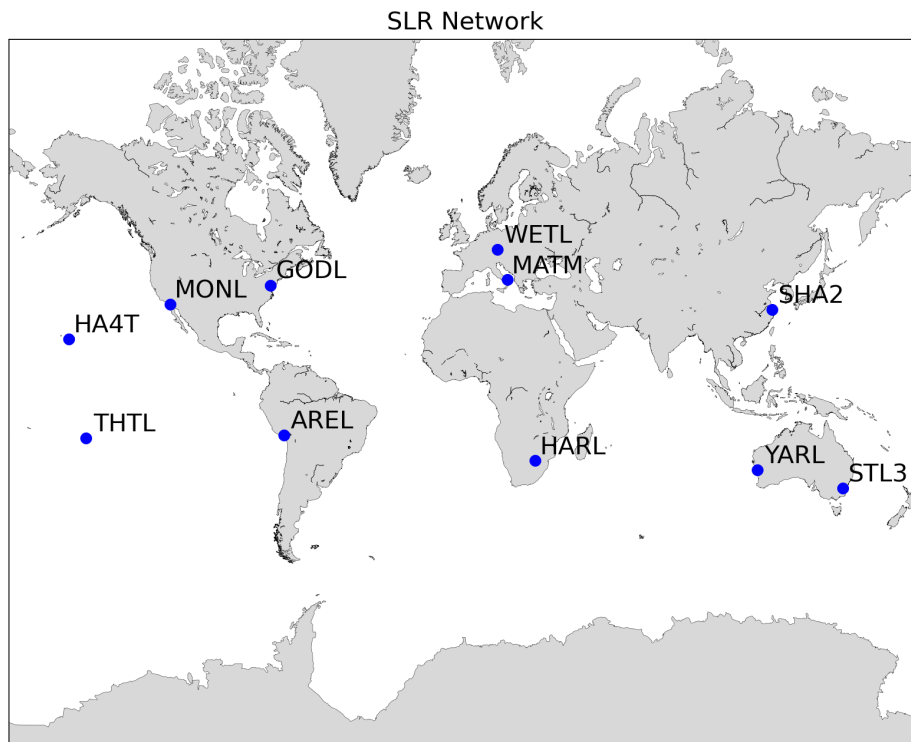 SLR Network
WETL
MATM
GODL
MONL
SHA2
HA4T
THTL
AREL
HARL
YARL
STL3